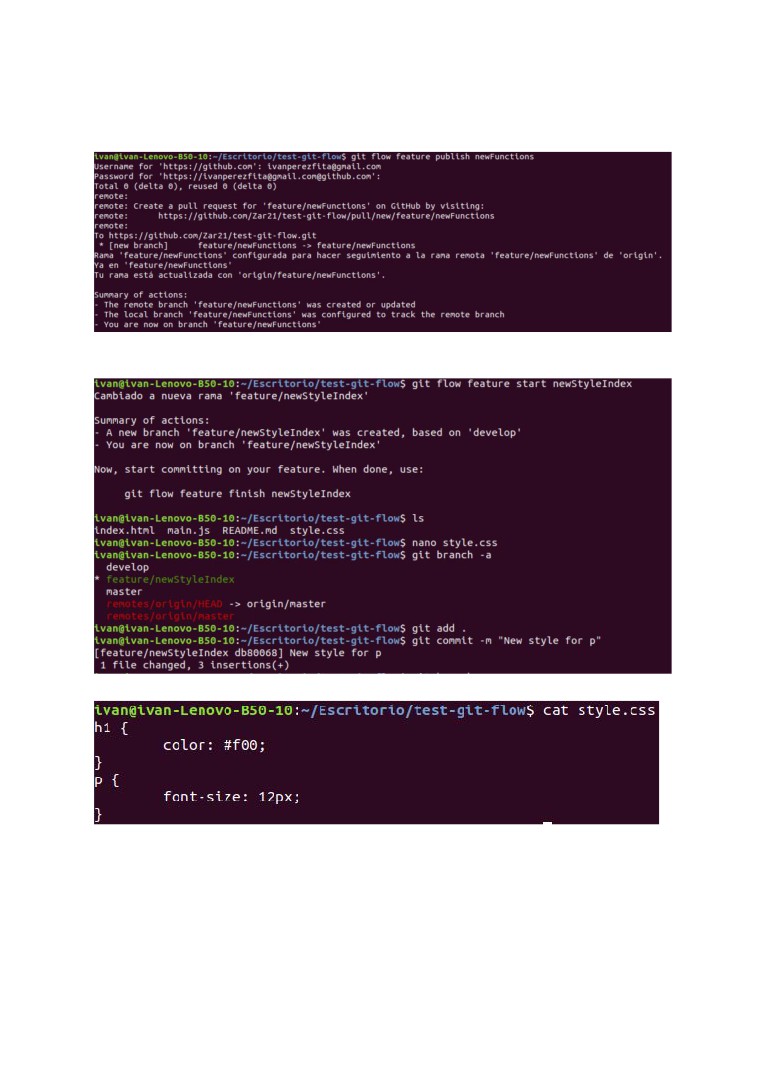 ivan@ivan-Lenovo-B50-10:~/Escritorio/test-git-flow$ git flow feature publish newFunctions
Username for 'https://github.com': ivanperezfita@gmail.com
Password for 'https://ivanperezfita@gmail.com@github.com':
Total 0 (delta 0), reused 0 (delta 0)
remote:
remote: Create a pull request for 'feature/newFunctions' on GitHub by visiting:
remote:      https://github.com/Zar21/test-git-flow/pull/new/feature/newFunctions
remote:
To https://github.com/Zar21/test-git-flow.git
 * [new branch]      feature/newFunctions -> feature/newFunctions
Rama 'feature/newFunctions' configurada para hacer seguimiento a la rama remota 'feature/newFunctions' de 'origin'.
Ya en 'feature/newFunctions'
Tu rama está actualizada con 'origin/feature/newFunctions'.
Summary of actions:
- The remote branch 'feature/newFunctions' was created or updated
- The local branch 'feature/newFunctions' was configured to track the remote branch
- You are now on branch 'feature/newFunctions'
ivan@ivan-Lenovo-B50-10:~/Escritorio/test-git-flow$ git flow feature start newStyleIndex
Cambiado a nueva rama 'feature/newStyleIndex'
Summary of actions:
- A new branch 'feature/newStyleIndex' was created, based on 'develop'
- You are now on branch 'feature/newStyleIndex'
Now, start committing on your feature. When done, use:
     git flow feature finish newStyleIndex
ivan@ivan-Lenovo-B50-10:~/Escritorio/test-git-flow$ ls
index.html  main.js  README.md  style.css
ivan@ivan-Lenovo-B50-10:~/Escritorio/test-git-flow$ nano style.css
ivan@ivan-Lenovo-B50-10:~/Escritorio/test-git-flow$ git branch -a
  develop
* feature/newStyleIndex
  master
  remotes/origin/HEAD -> origin/master
  remotes/origin/master
ivan@ivan-Lenovo-B50-10:~/Escritorio/test-git-flow$ git add .
ivan@ivan-Lenovo-B50-10:~/Escritorio/test-git-flow$ git commit -m "New style for p"
[feature/newStyleIndex db80068] New style for p
 1 file changed, 3 insertions(+)
ivan@ivan-Lenovo-B50-10:~/Escritorio/test-git-flow$ cat style.css
h1 {
        color: #f00;
}
p {
        font-size: 12px;
}